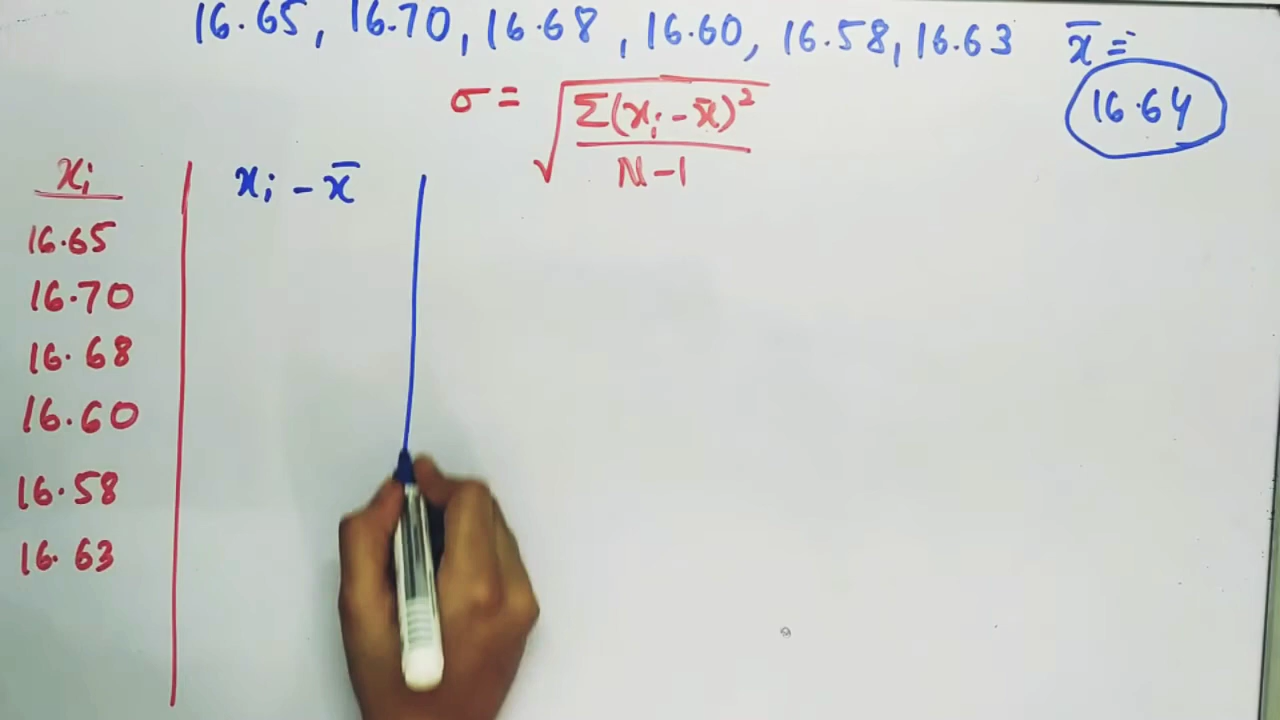 16.65, 16.70, 16.68, 16.60, 16.58, 16.63 x̄ =
16.64
σ = √(Σ(xᵢ - x̄)² / N-1)
xᵢ
xᵢ - x̄
16.65
16.70
16.68
16.60
16.58
16.63